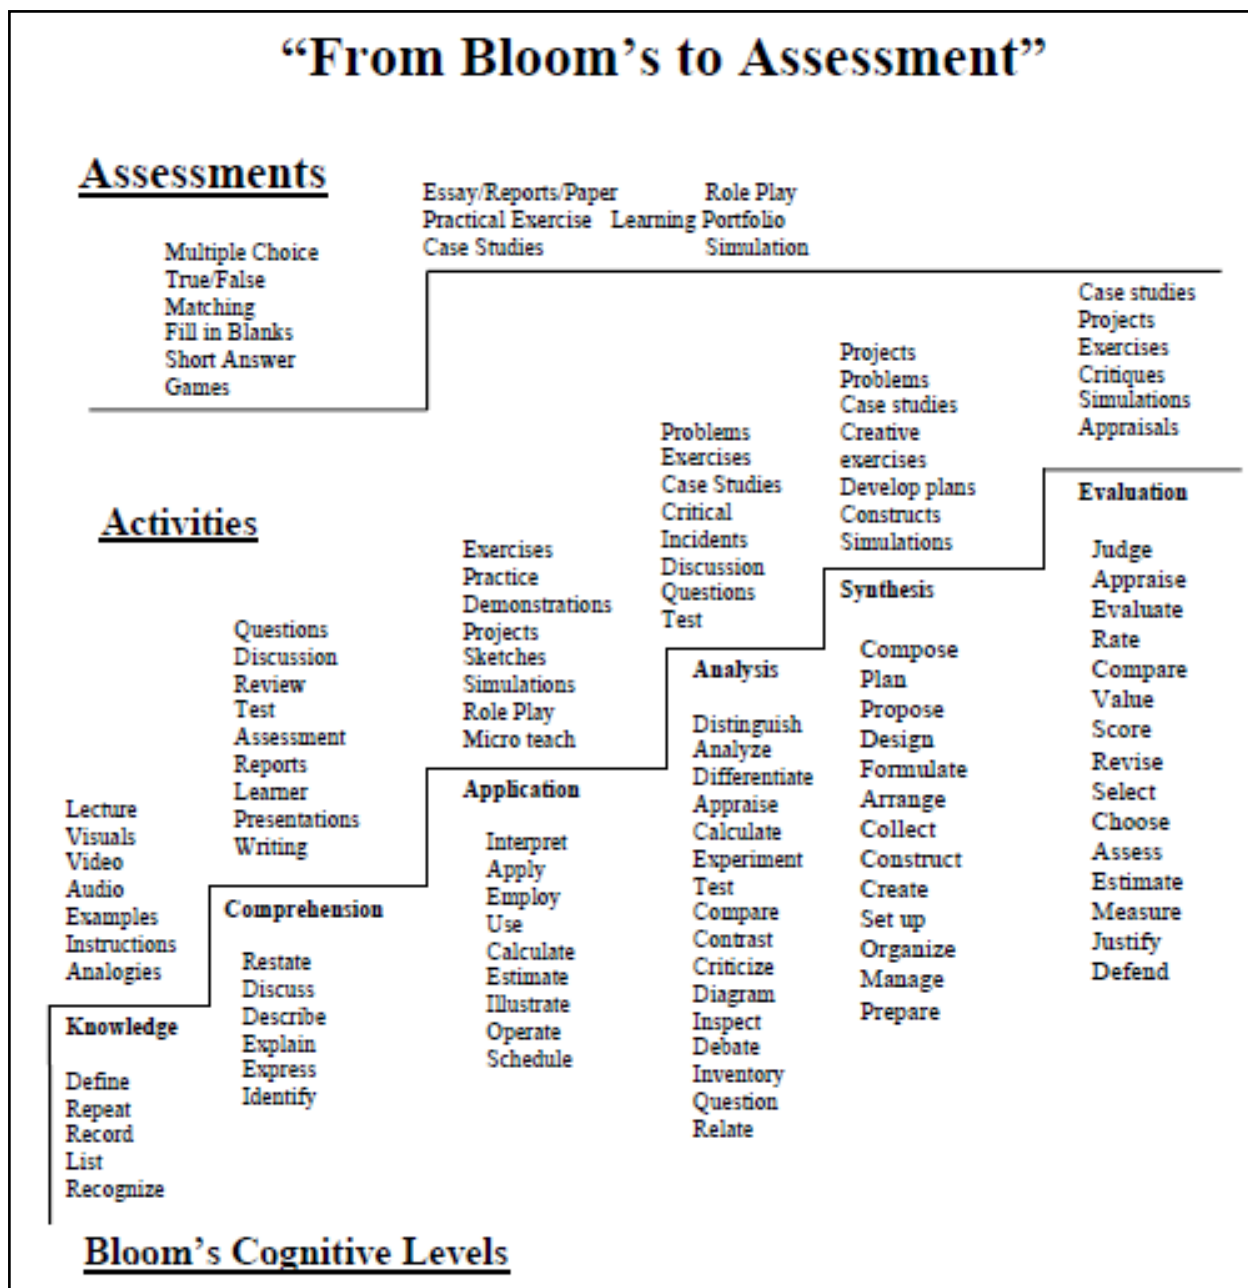 “From Bloom’s to Assessment”
Assessments
Multiple Choice
True/False
Matching
Fill in Blanks
Short Answer
Games
Essay/Reports/Paper Role Play
Practical Exercise Learning Portfolio
Case Studies Simulation
Activities
Lecture
Visuals
Video
Audio
Examples
Instructions
Analogies
Questions
Discussion
Review
Test
Assessment
Reports
Learner
Presentations
Writing
Exercises
Practice
Demonstrations
Projects
Sketches
Simulations
Role Play
Micro teach
Problems
Exercises
Case Studies
Critical
Incidents
Discussion
Questions
Test
Projects
Problems
Case studies
Creative
exercises
Develop plans
Constructs
Simulations
Case studies
Projects
Exercises
Critiques
Simulations
Appraisals
Knowledge
Define
Repeat
Record
List
Recognize
Comprehension
Restate
Discuss
Describe
Explain
Express
Identify
Application
Interpret
Apply
Employ
Use
Calculate
Estimate
Illustrate
Operate
Schedule
Analysis
Distinguish
Analyze
Differentiate
Appraise
Calculate
Experiment
Test
Compare
Contrast
Criticize
Diagram
Inspect
Debate
Inventory
Question
Relate
Synthesis
Compose
Plan
Propose
Design
Formulate
Arrange
Collect
Construct
Create
Set up
Organize
Manage
Prepare
Evaluation
Judge
Appraise
Evaluate
Rate
Compare
Value
Score
Revise
Select
Choose
Assess
Estimate
Measure
Justify
Defend
Bloom’s Cognitive Levels